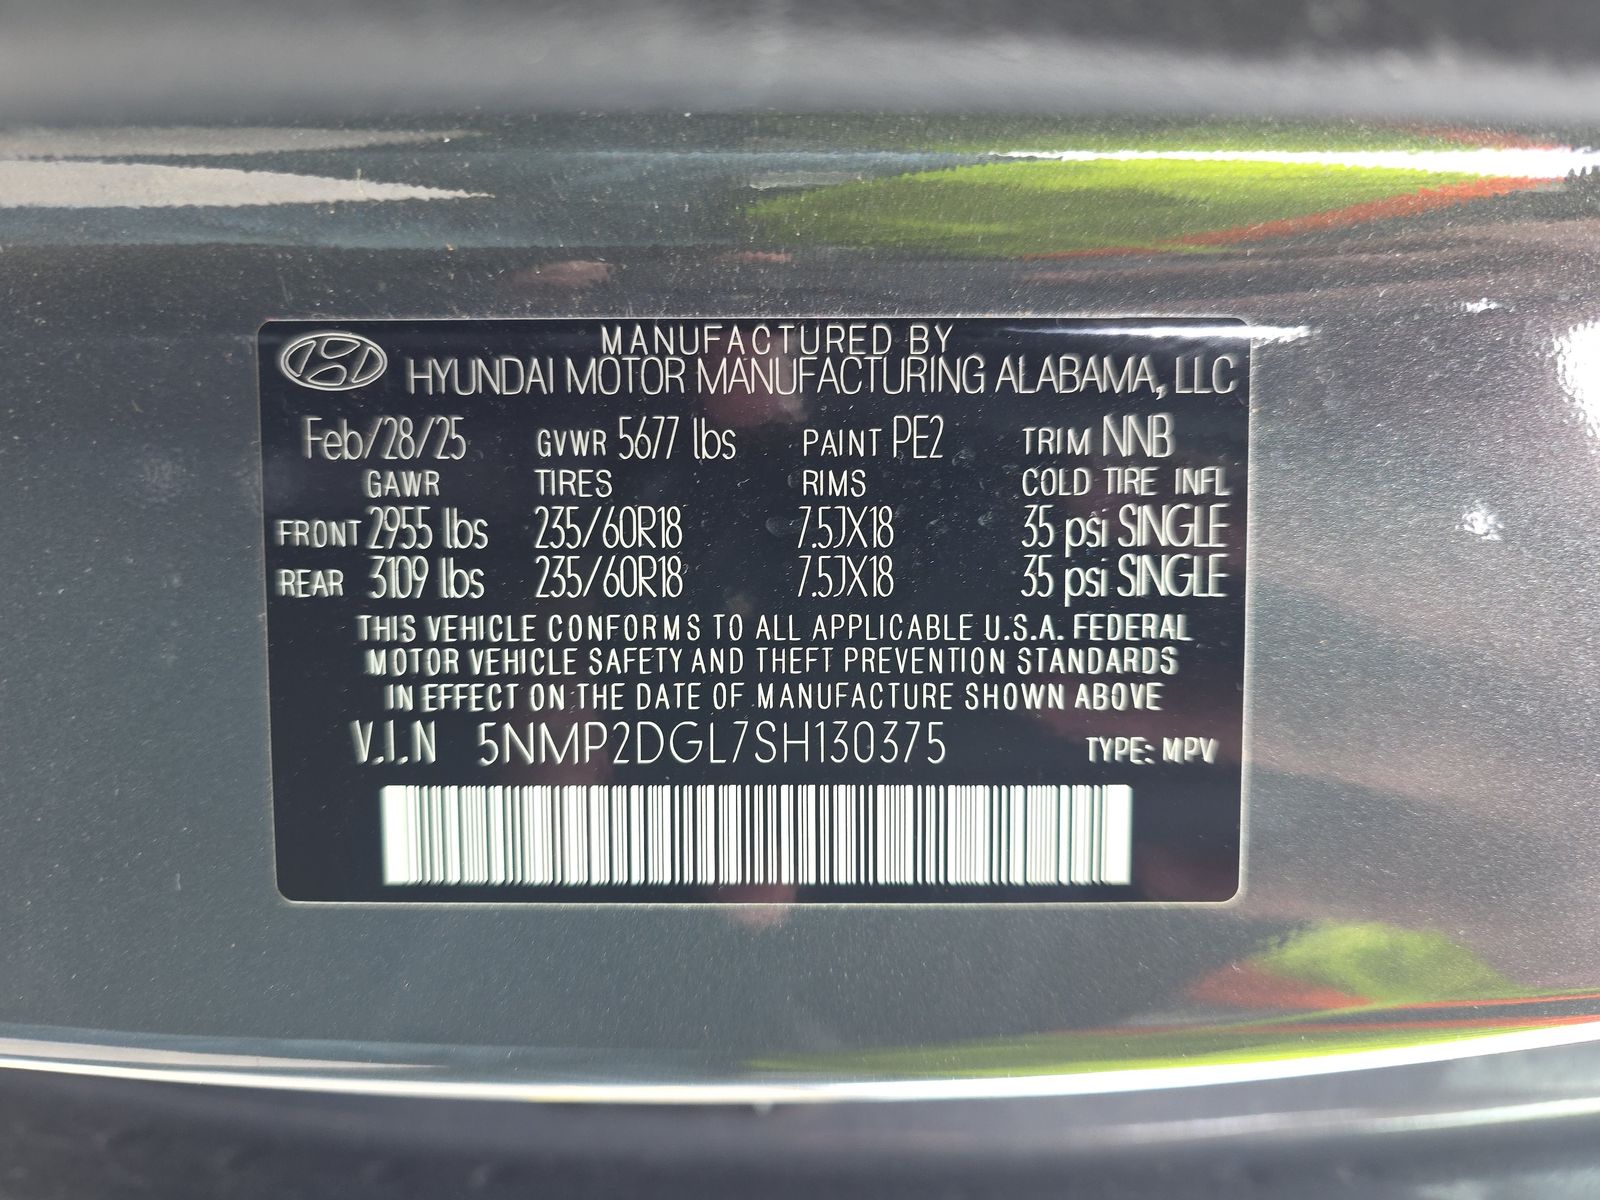 MANUFACTURED BY
HYUNDAI MOTOR MANUFACTURING ALABAMA, LLC
Feb/28/25 GVWR 5677 lbs PAINT PE2 TRIM NNB
GAWR TIRES RIMS COLD TIRE INFL
FRONT 2955 lbs 235/60R18 7.5JX18 35 psi SINGLE
REAR 3109 lbs 235/60R18 7.5JX18 35 psi SINGLE
THIS VEHICLE CONFORMS TO ALL APPLICABLE U.S.A. FEDERAL
MOTOR VEHICLE SAFETY AND THEFT PREVENTION STANDARDS
IN EFFECT ON THE DATE OF MANUFACTURE SHOWN ABOVE
V.I.N 5NMP2DGL7SH130375 TYPE: MPV